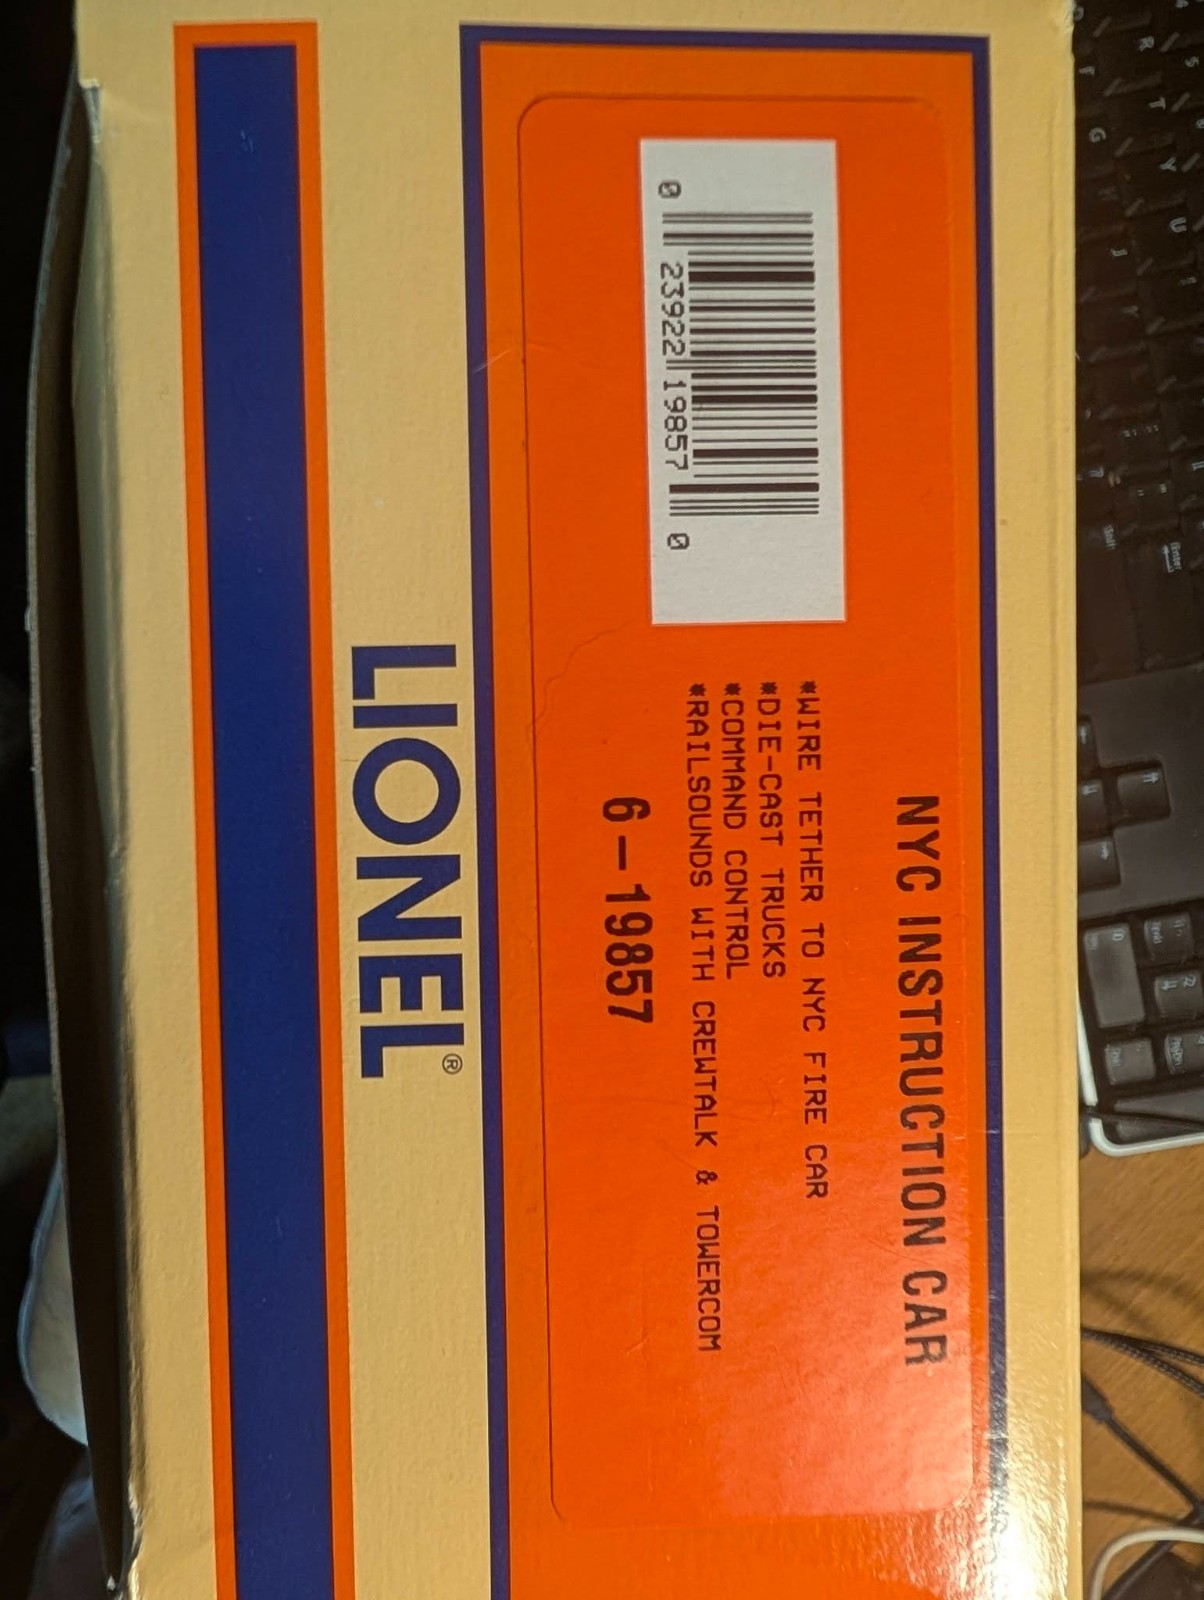 NYC INSTRUCTION CAR
*WIRE TETHER TO NYC FIRE CAR
*DIE-CAST TRUCKS
*COMMAND CONTROL
*RAILSOUNDS WITH CREWTALK & TOWERCOM
6-19857
0 23922 19857 0
LIONEL®